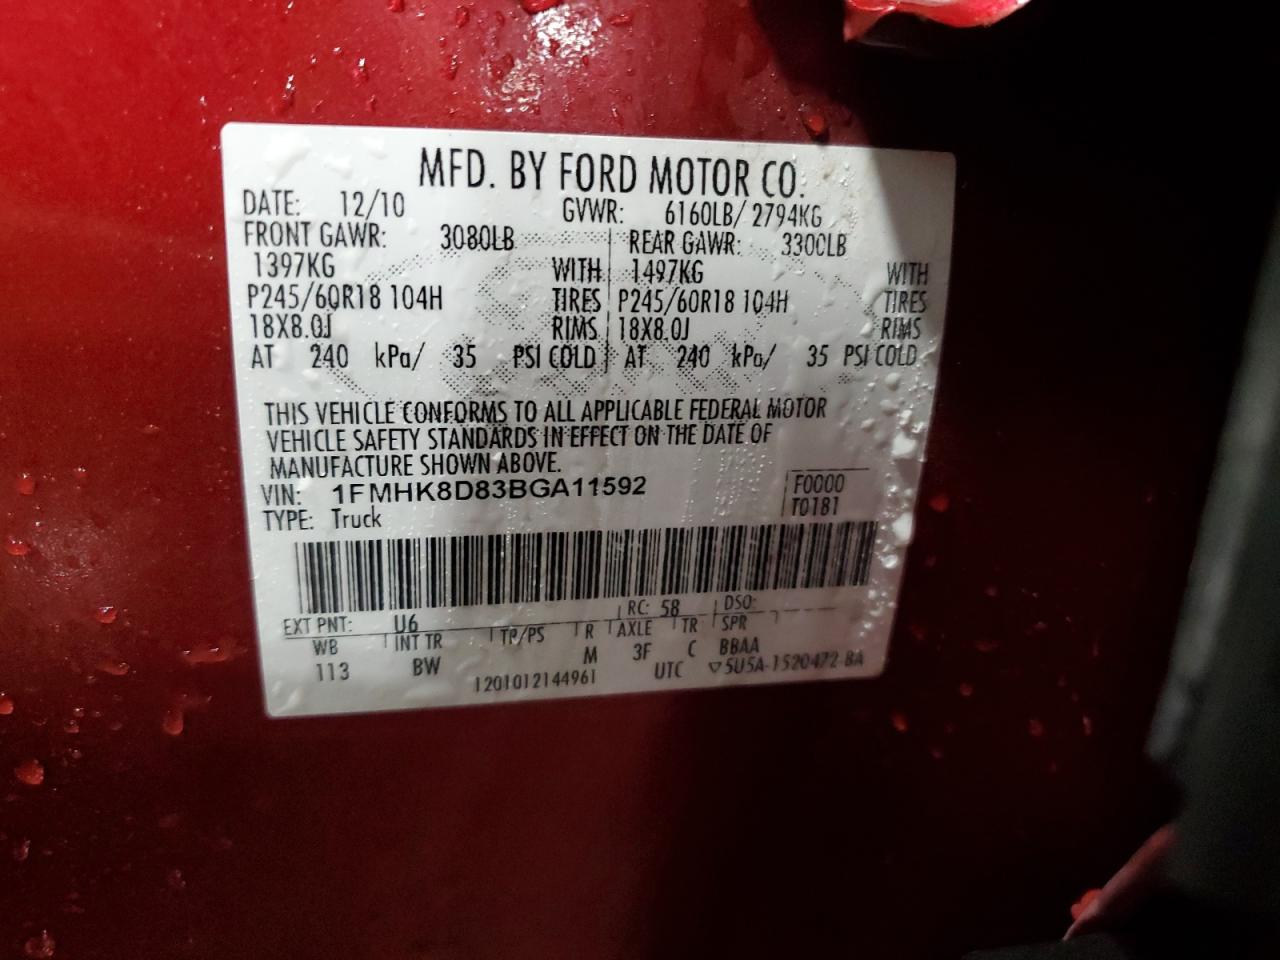 MFD. BY FORD MOTOR CO.
DATE: 12/10 GVWR: 6160LB/ 2794KG
FRONT GAWR: 3080LB REAR GAWR: 3300LB
1397KG WITH 1497KG WITH
P245/60R18 104H TIRES P245/60R18 104H TIRES
18X8.0J RIMS 18X8.0J RIMS
AT 240 kPa/ 35 PSI COLD AT 240 kPa/ 35 PSI COLD
THIS VEHICLE CONFORMS TO ALL APPLICABLE FEDERAL MOTOR
VEHICLE SAFETY STANDARDS IN EFFECT ON THE DATE OF
MANUFACTURE SHOWN ABOVE.
VIN: 1FMHK8D83BGA11592 F0000
TYPE: Truck T0181
EXT PNT: U6 RC: 58 DSO:
WB INT TR TP/PS R AXLE TR SPR
113 BW M 3F C BBAA
1201012144961 UTC ▽5U5A-1520472-BA